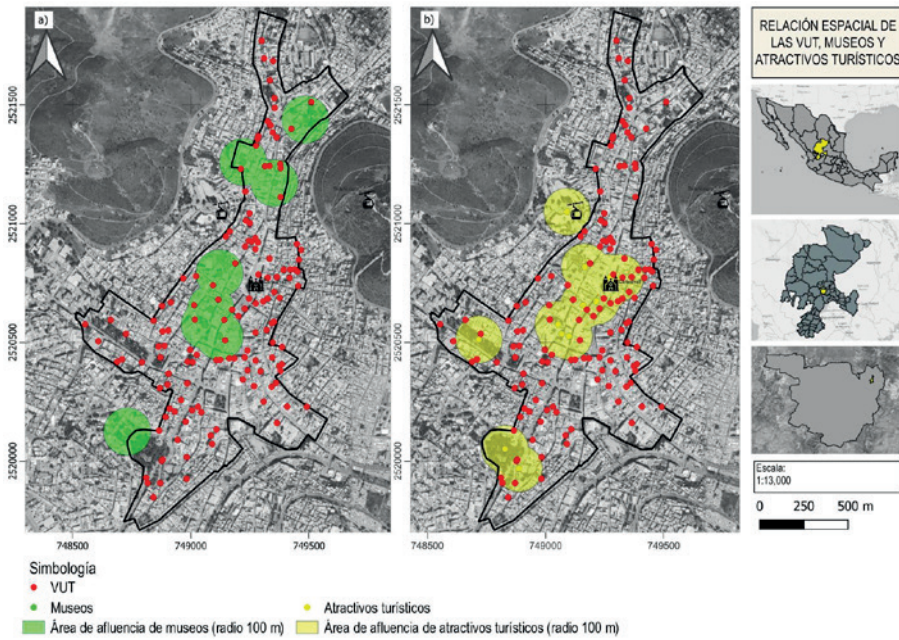 a)
b)
RELACIÓN ESPACIAL DE
LAS VUT, MUSEOS Y
ATRACTIVOS TURÍSTICOS
2521500
2521000
2520500
2520000
748500
749000
749500
748500
749000
749500
Escala:
1:13,000
0
250
500 m
Simbología
VUT
Museos
Atractivos turísticos
Área de afluencia de museos (radio 100 m)
Área de afluencia de atractivos turísticos (radio 100 m)